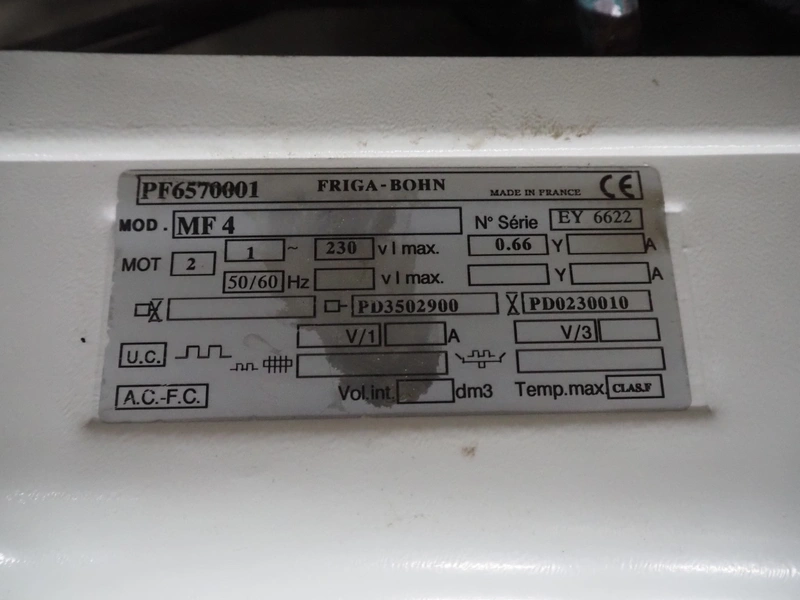 PF6570001 FRIGA-BOHN MADE IN FRANCE CE
MOD. MF 4 N° Série EY 6622
MOT 2 1 ~ 230 v I max. 0.66 Y A
50/60 Hz v I max. Y
PD3502900 PD0230010
V/1 A V/3
U.C.
A.C.-F.C. Vol.int. dm3 Temp.max. CLAS.F